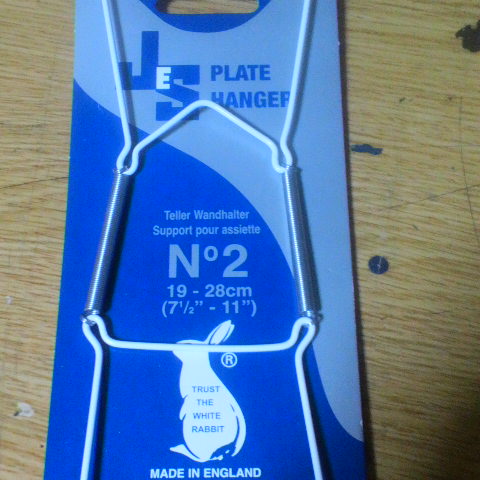 JES PLATE
HANGER
Teller Wandhalter
Support pour assiette
Nº2
19 - 28cm
(7½" - 11")
®
TRUST
THE
WHITE
RABBIT
MADE IN ENGLAND